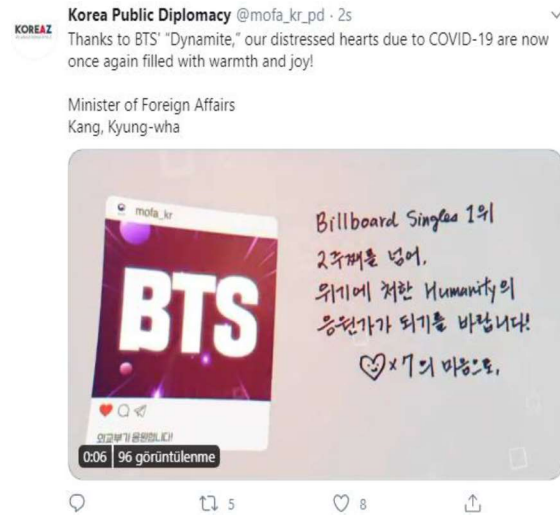 Korea Public Diplomacy @mofa_kr_pd · 2s
KOREAZ
Thanks to BTS' "Dynamite," our distressed hearts due to COVID-19 are now
once again filled with warmth and joy!
Minister of Foreign Affairs
Kang, Kyung-wha
mofa_kr
BTS
외교부가 응원합니다!
Billboard Singles 1위
2주째를 넘어,
위기에 처한 Humanity의
응원가가 되기를 바랍니다!
×7의 마음으로,
0:06 96 görüntülenme
5
8